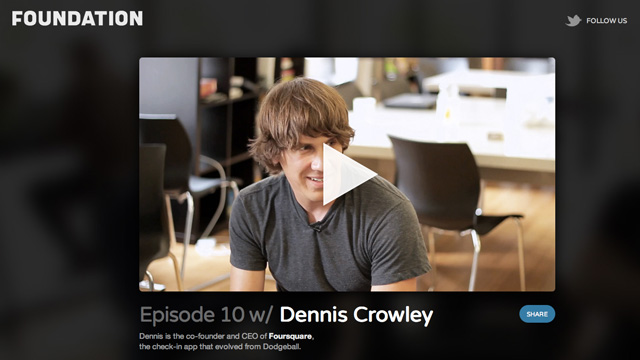 FOUNDATION
FOLLOW US
Episode 10 w/ Dennis Crowley
SHARE
Dennis is the co-founder and CEO of Foursquare,
the check-in app that evolved from Dodgeball.